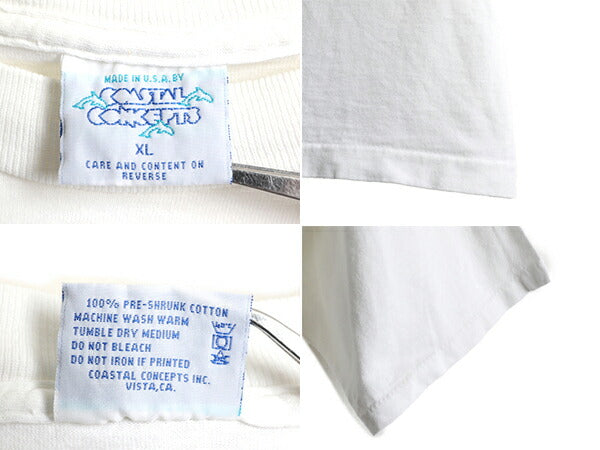 MADE IN U.S.A. BY
COASTAL
CONCEPTS
XL
CARE AND CONTENT ON
REVERSE
100% PRE-SHRUNK COTTON
MACHINE WASH WARM
TUMBLE DRY MEDIUM
DO NOT BLEACH
DO NOT IRON IF PRINTED
COASTAL CONCEPTS INC.
VISTA,CA.